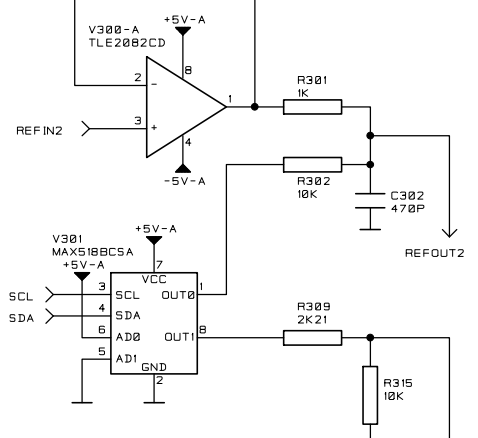 +5V-A
V300-A
TLE2082CD
8
2
-
1
3
+
REFIN2
4
-5V-A
R301
1K
R302
10K
C302
470P
REFOUT2
V301
MAX518BCSA
+5V-A
+5V-A
7
VCC
SCL
3
SCL
OUT0
1
SDA
4
SDA
6
AD0
OUT1
8
5
AD1
GND
2
R309
2K21
R315
10K